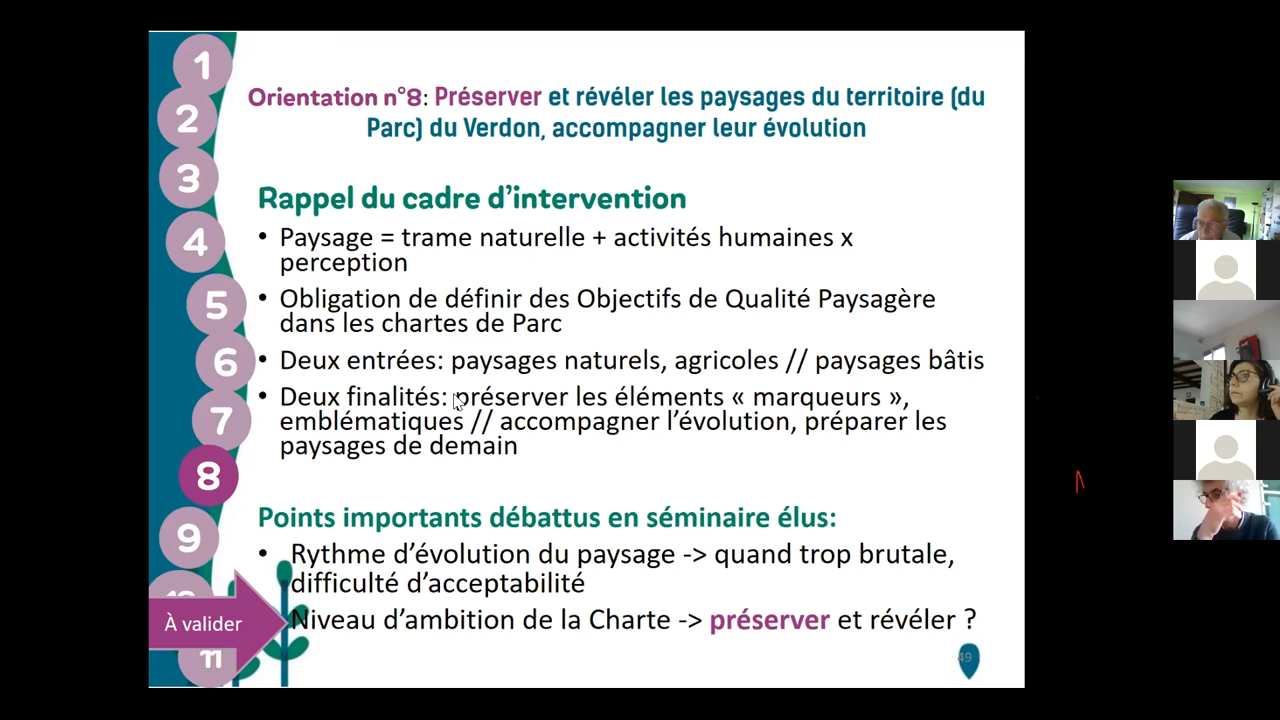 1
2
3
4
5
6
7
8
9
11
Orientation n°8: Préserver et révéler les paysages du territoire (du
Parc) du Verdon, accompagner leur évolution
Rappel du cadre d'intervention
• Paysage = trame naturelle + activités humaines x
perception
• Obligation de définir des Objectifs de Qualité Paysagère
dans les chartes de Parc
• Deux entrées: paysages naturels, agricoles // paysages bâtis
• Deux finalités: préserver les éléments « marqueurs »,
emblématiques // accompagner l'évolution, préparer les
paysages de demain
Points importants débattus en séminaire élus:
• Rythme d'évolution du paysage -> quand trop brutale,
difficulté d'acceptabilité
À valider
Niveau d'ambition de la Charte -> préserver et révéler ?
49